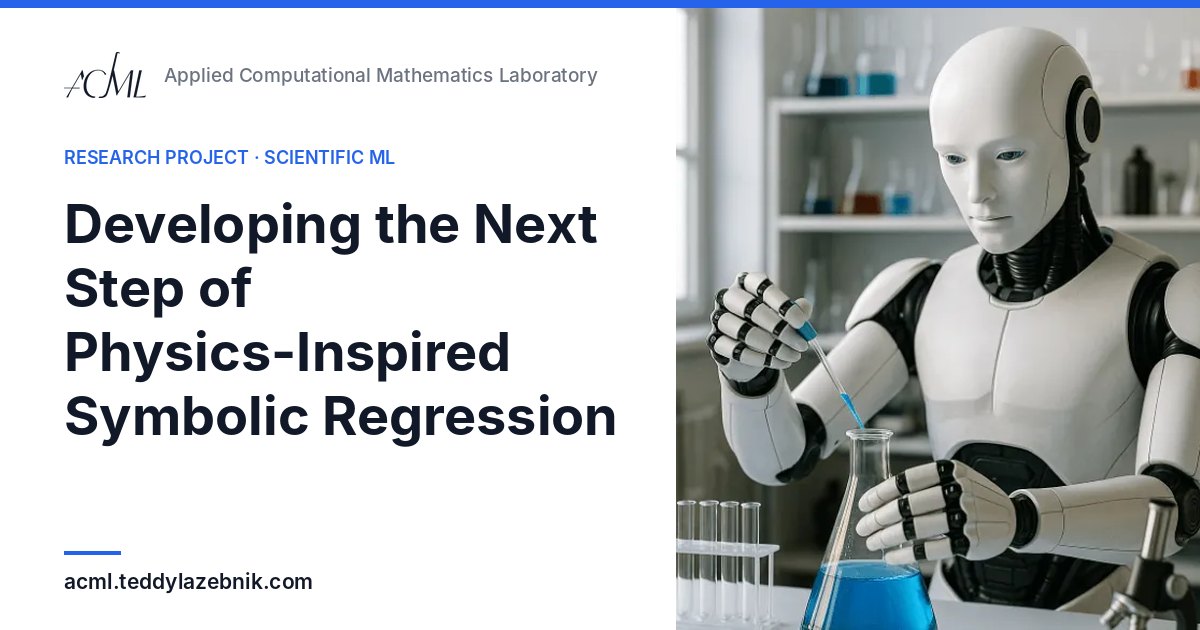 ACML
Applied Computational Mathematics Laboratory
RESEARCH PROJECT · SCIENTIFIC ML
Developing the Next
Step of
Physics-Inspired
Symbolic Regression
acml.teddylazebnik.com